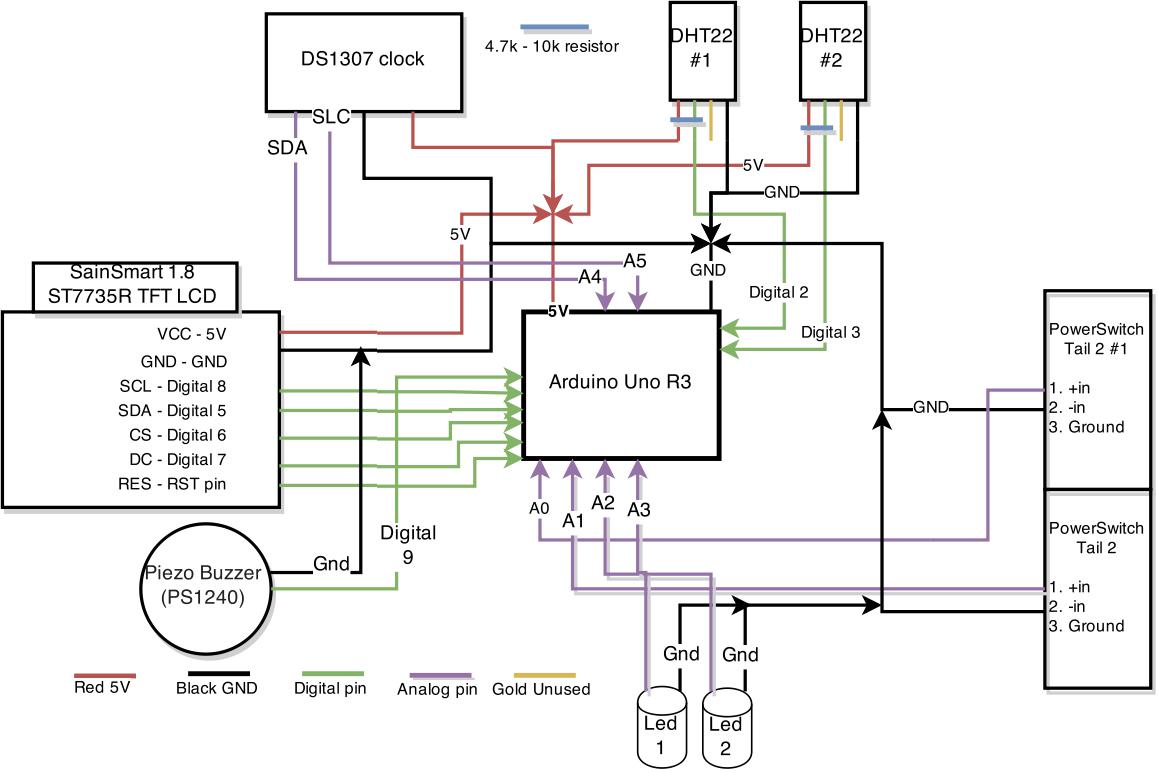 DS1307 clock
4.7k - 10k resistor
DHT22
#1
DHT22
#2
SLC
SDA
5V
GND
5V
A5
A4
GND
SainSmart 1.8
ST7735R TFT LCD
Digital 2
5V
Digital 3
VCC - 5V
GND - GND
SCL - Digital 8
SDA - Digital 5
CS - Digital 6
DC - Digital 7
RES - RST pin
Arduino Uno R3
PowerSwitch
Tail 2 #1
1. +in
2. -in
3. Ground
GND
A0
A1
A2
A3
Digital
9
PowerSwitch
Tail 2
1. +in
2. -in
3. Ground
Gnd
Piezo Buzzer
(PS1240)
Gnd
Gnd
Red 5V
Black GND
Digital pin
Analog pin
Gold Unused
Led
1
Led
2